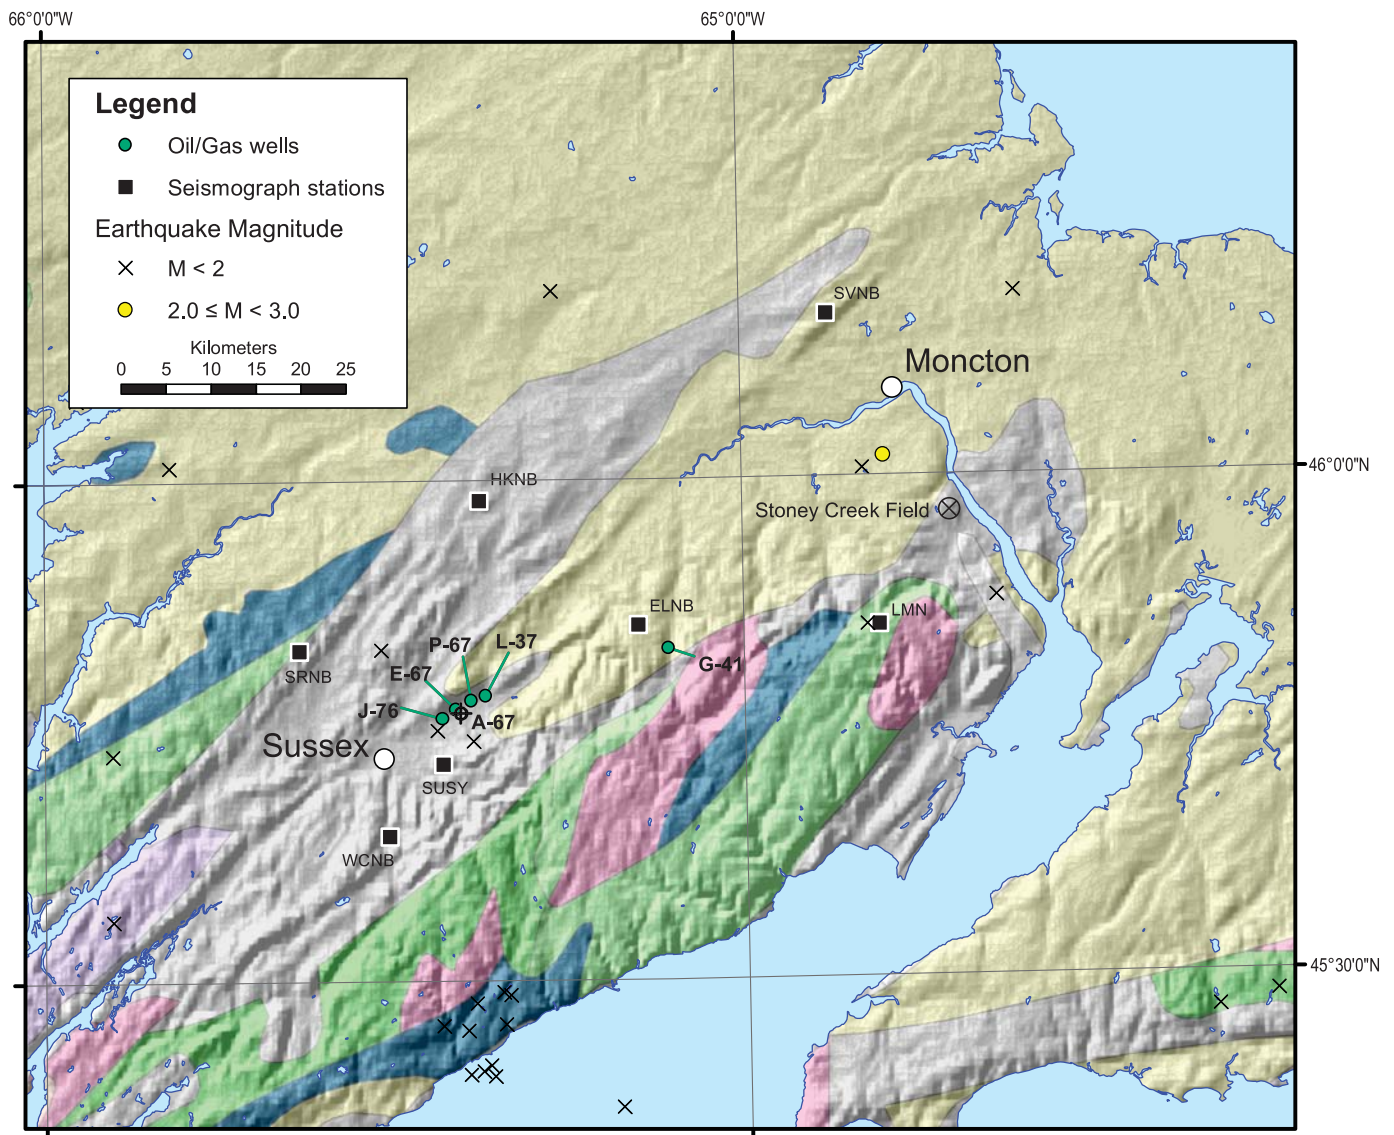 66°0'0"W
65°0'0"W
Legend
Oil/Gas wells
Seismograph stations
Earthquake Magnitude
M < 2
2.0 ≤ M < 3.0
Kilometers
0 5 10 15 20 25
SVNB
Moncton
46°0'0"N
HKNB
Stoney Creek Field
ELNB
LMN
P-67
L-37
G-41
SRNB
E-67
J-76
A-67
Sussex
SUSY
WCNB
45°30'0"N